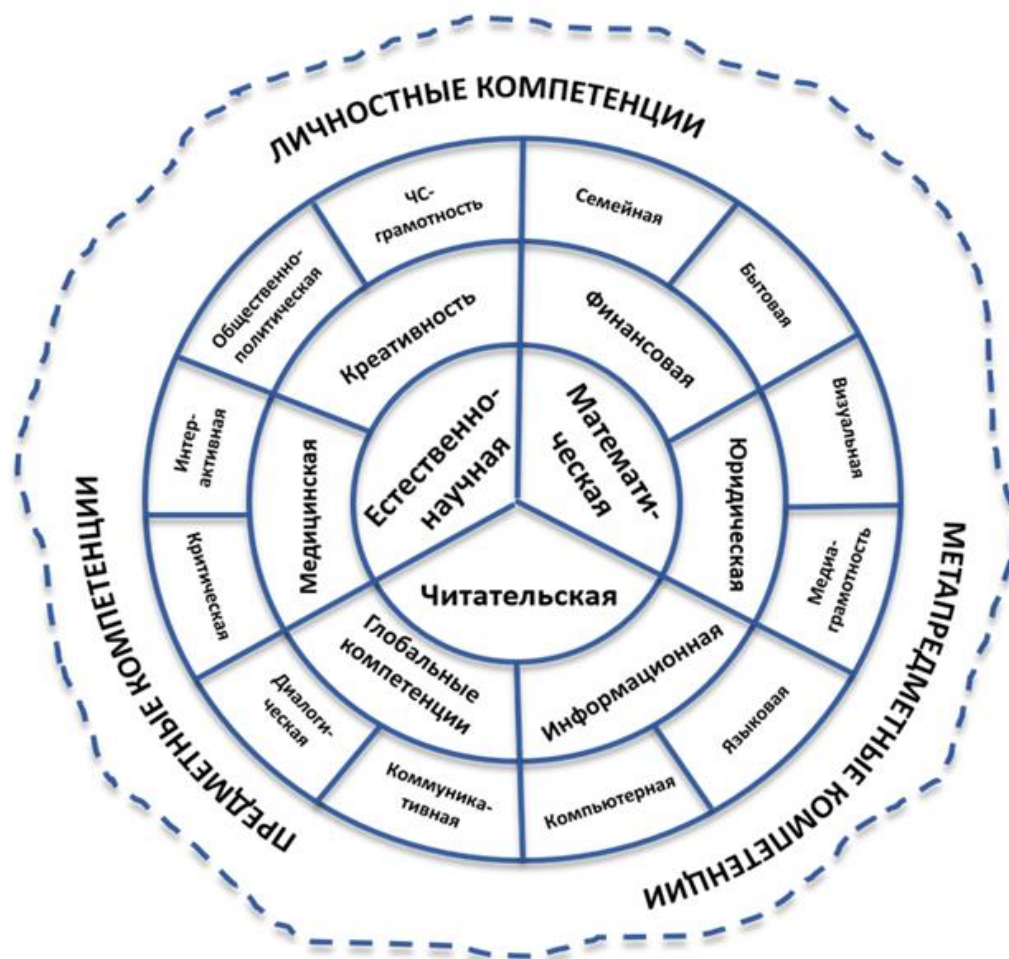 ЛИЧНОСТНЫЕ КОМПЕТЕНЦИИ
ЧС-
грамотность
Семейная
Бытовая
Визуальная
Медиа-
грамотность
Языковая
Компьютерная
Коммуника-
тивная
Диалоги-
ческая
Критическая
Интер-
активная
Общественно-
политическая
Креативность
Финансовая
Юридическая
Информационная
Глобальные
компетенции
Медицинская
Естественно-
научная
Математи-
ческая
Читательская
ПРЕДМЕТНЫЕ КОМПЕТЕНЦИИ
МЕТАПРЕДМЕТНЫЕ КОМПЕТЕНЦИИ